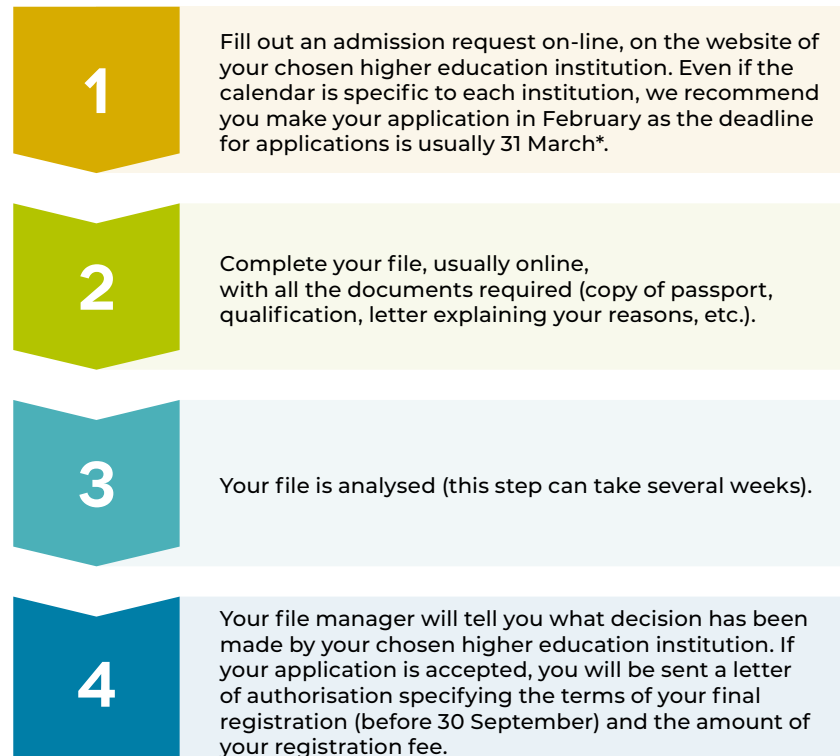 1
Fill out an admission request on-line, on the website of
your chosen higher education institution. Even if the
calendar is specific to each institution, we recommend
you make your application in February as the deadline
for applications is usually 31 March*.
2
Complete your file, usually online,
with all the documents required (copy of passport,
qualification, letter explaining your reasons, etc.).
3
Your file is analysed (this step can take several weeks).
4
Your file manager will tell you what decision has been
made by your chosen higher education institution. If
your application is accepted, you will be sent a letter
of authorisation specifying the terms of your final
registration (before 30 September) and the amount of
your registration fee.